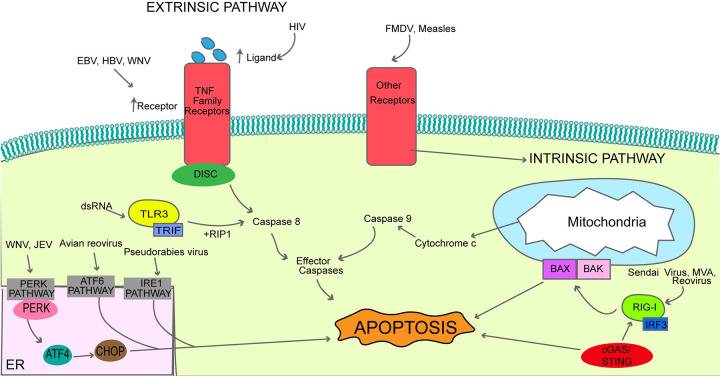 EXTRINSIC PATHWAY
HIV
FMDV, Measles
EBV, HBV, WNV
Ligand
Receptor
TNF
Family
Receptors
Other
Receptors
INTRINSIC PATHWAY
DISC
dsRNA
TLR3
TRIF
+RIP1
Caspase 8
Caspase 9
Cytochrome c
Mitochondria
Effector
Caspases
BAX
BAK
Sendai Virus, MVA,
Reovirus
RIG-I
IRF3
cGAS/
STING
APOPTOSIS
WNV, JEV
Avian reovirus
Pseudorabies virus
PERK
PATHWAY
ATF6
PATHWAY
IRE1
PATHWAY
PERK
ATF4
CHOP
ER